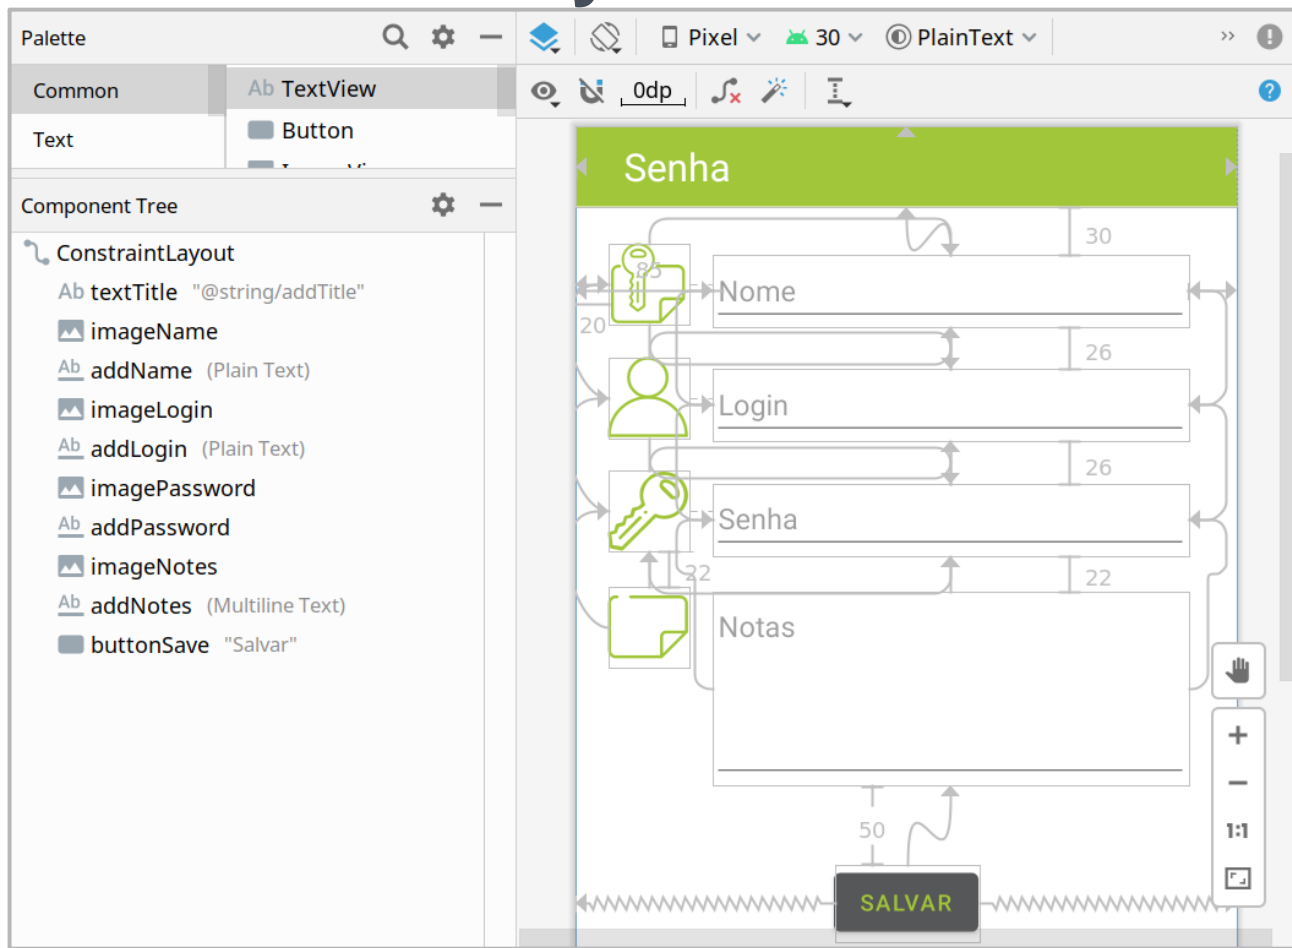 Palette
Pixel
30
PlainText
Common
Ab TextView
0dp
Text
Button
Component Tree
ConstraintLayout
Ab textTitle "@string/addTitle"
imageName
Ab addName (Plain Text)
imageLogin
Ab addLogin (Plain Text)
imagePassword
Ab addPassword
imageNotes
Ab addNotes (Multiline Text)
buttonSave "Salvar"
Senha
30
85
Nome
20
26
Login
26
Senha
22
22
Notas
50
SALVAR
1:1